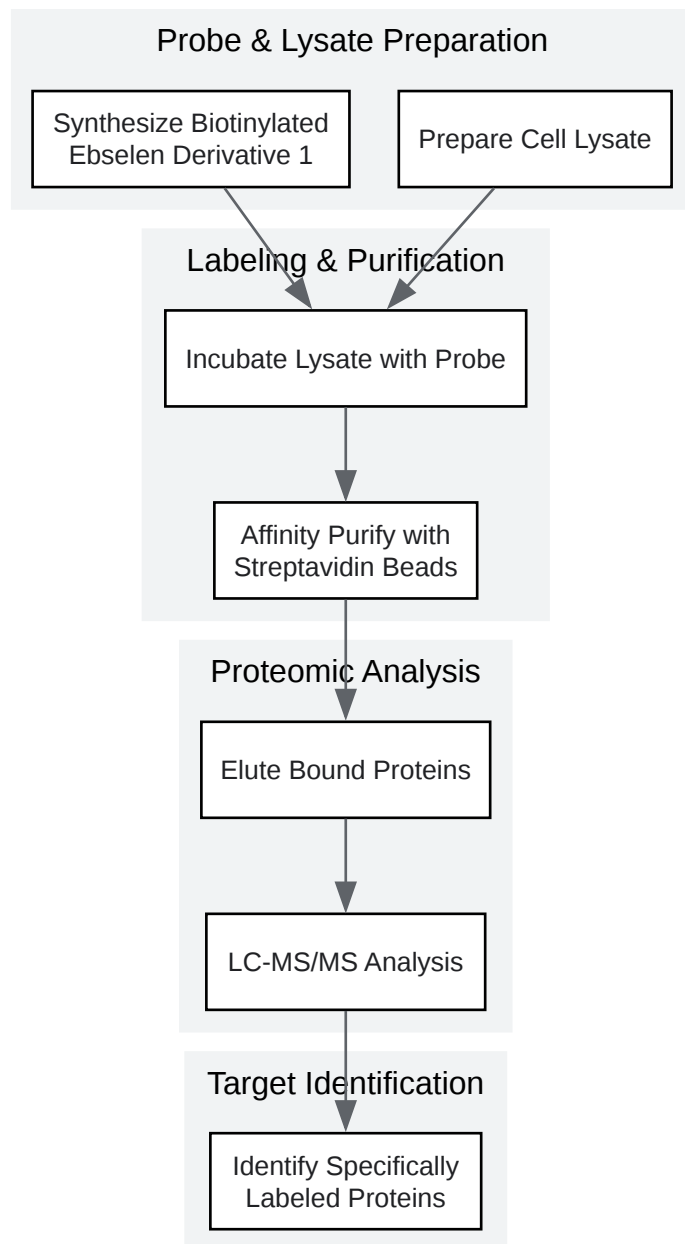 Probe & Lysate Preparation
Synthesize Biotinylated
Ebselen Derivative 1
Prepare Cell Lysate
Labeling & Purification
Incubate Lysate with Probe
Affinity Purify with
Streptavidin Beads
Proteomic Analysis
Elute Bound Proteins
LC-MS/MS Analysis
Target Identification
Identify Specifically
Labeled Proteins